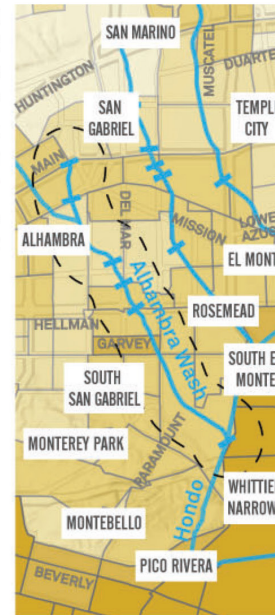 SAN MARINO
MUSCATEL
DUARTE
HUNTINGTON
SAN
GABRIEL
TEMPLE
CITY
MAIN
DEL MAR
MISSION
LOWE
AZUS
ALHAMBRA
EL MONT
Alhambra Wash
ROSEMEAD
HELLMAN
GARVEY
SOUTH E
MONTE
SOUTH
SAN GABRIEL
MONTEREY PARK
PARAMOUNT
WHITTIE
NARROW
Hondo
MONTEBELLO
PICO RIVERA
BEVERLY